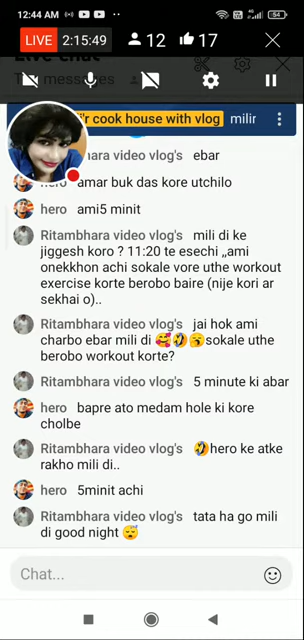 12:44 AM
54
LIVE 2:15:49 12 17
i'r cook house with vlog milir
hara video vlog's ebar
hero amar buk das kore utchilo
hero ami5 minit
Ritambhara video vlog's mili di ke
jiggesh koro ? 11:20 te esechi ,,ami
onekkhon achi sokale vore uthe workout
exercise korte berobo baire (nije kori ar
sekhai o)..
Ritambhara video vlog's jai hok ami
charbo ebar mili di 🥰🤣🤫sokale uthe
berobo workout korte?
Ritambhara video vlog's 5 minute ki abar
hero bapre ato medam hole ki kore
cholbe
Ritambhara video vlog's 🤣hero ke atke
rakho mili di..
hero 5minit achi
Ritambhara video vlog's tata ha go mili
di good night 😴
Chat...